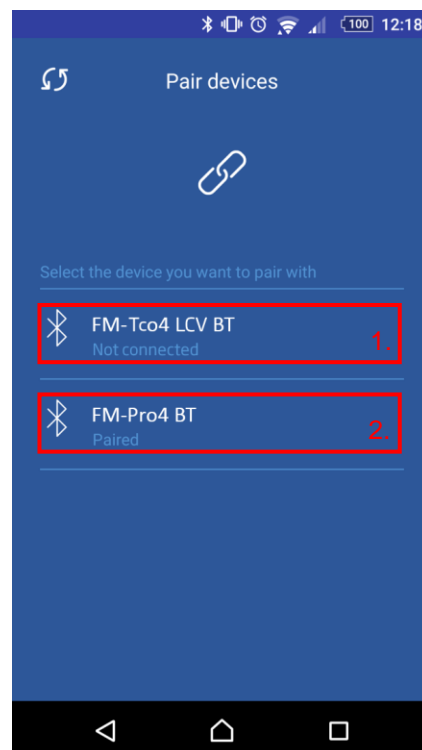 100 12:18
Pair devices
Select the device you want to pair with
FM-Tco4 LCV BT
Not connected
1.
FM-Pro4 BT
Paired
2.